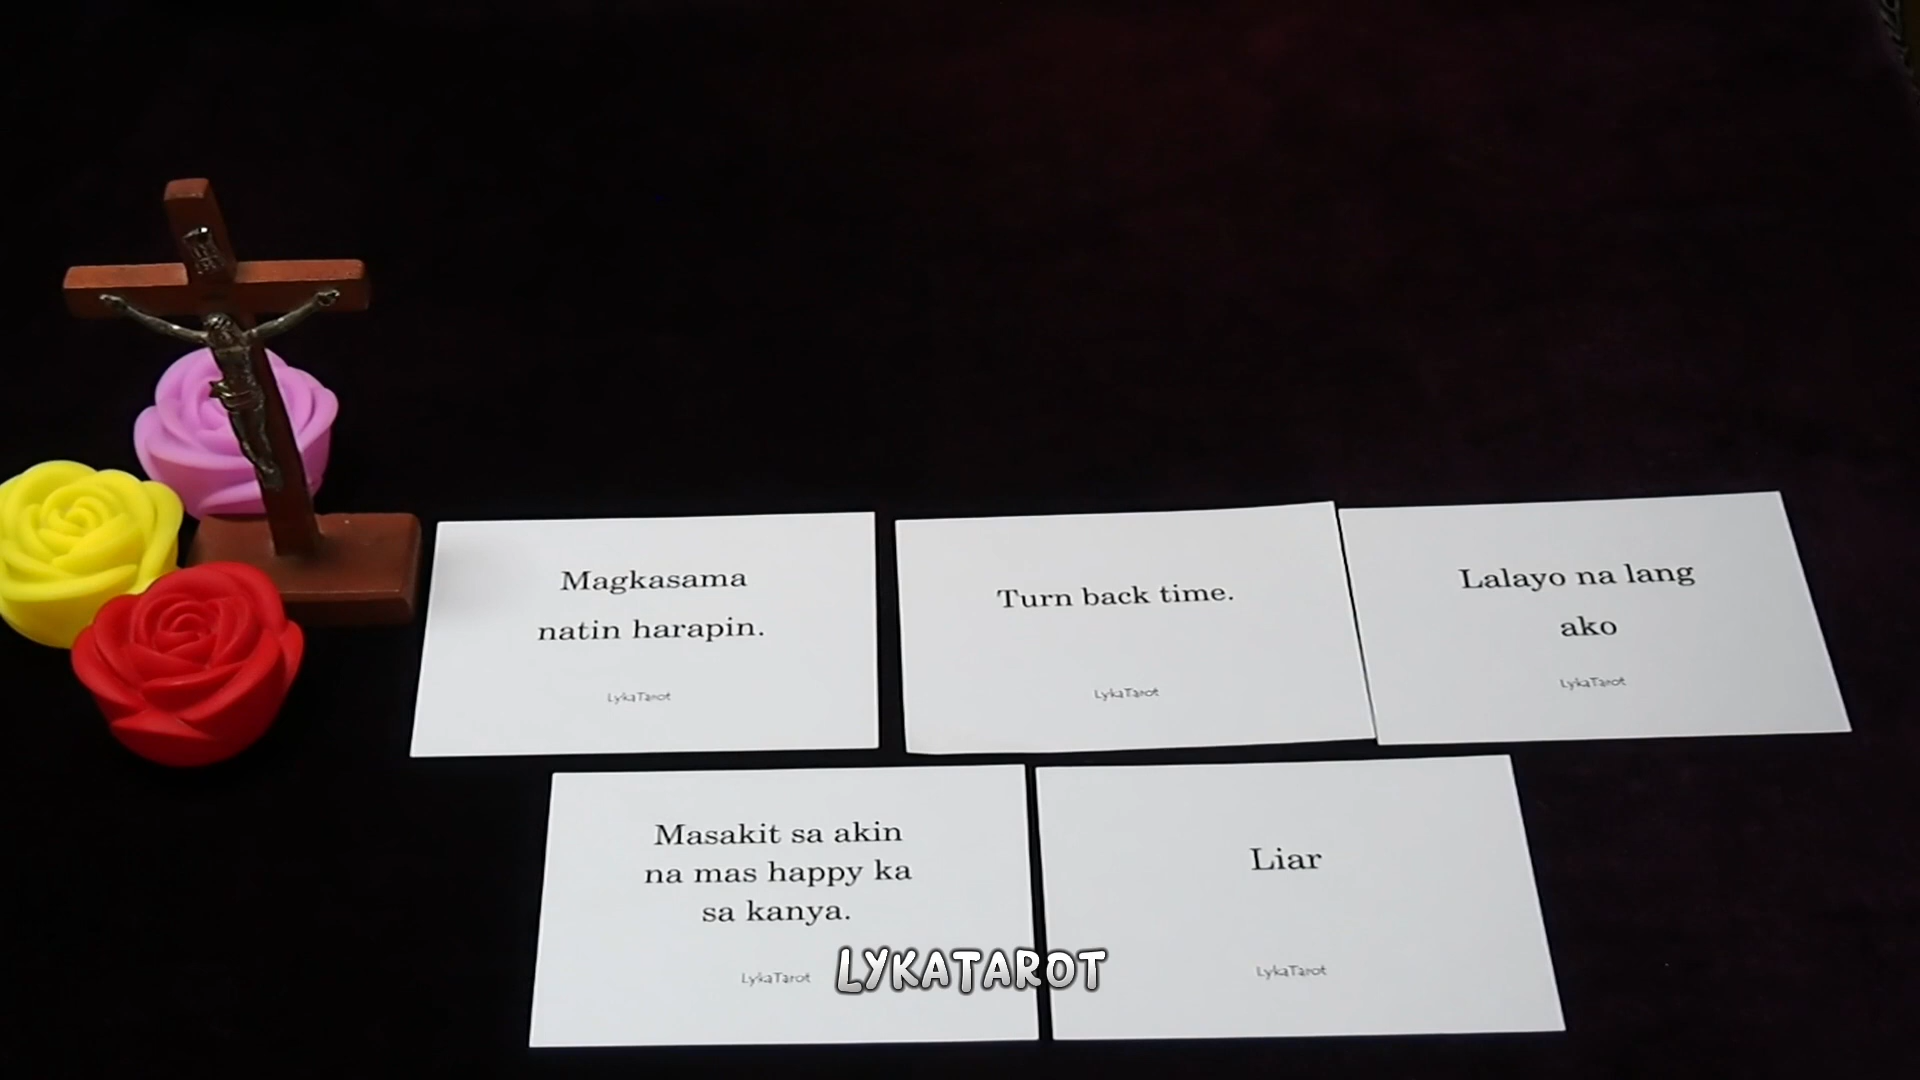 Magkasama
natin harapin.
LykaTarot
Turn back time.
LykaTarot
Lalayo na lang
ako
LykaTarot
Masakit sa akin
na mas happy ka
sa kanya.
LykaTarot
Liar
LykaTarot
LYKATAROT